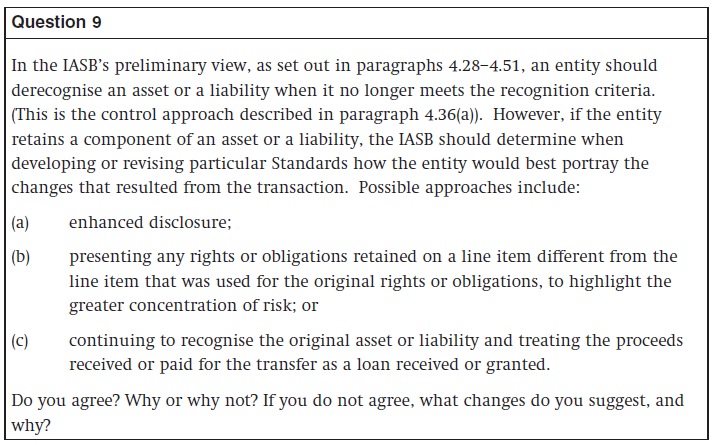 Question 9
In the IASB's preliminary view, as set out in paragraphs 4.28–4.51, an entity should
derecognise an asset or a liability when it no longer meets the recognition criteria.
(This is the control approach described in paragraph 4.36(a)). However, if the entity
retains a component of an asset or a liability, the IASB should determine when
developing or revising particular Standards how the entity would best portray the
changes that resulted from the transaction. Possible approaches include:
(a) enhanced disclosure;
(b) presenting any rights or obligations retained on a line item different from the
line item that was used for the original rights or obligations, to highlight the
greater concentration of risk; or
(c) continuing to recognise the original asset or liability and treating the proceeds
received or paid for the transfer as a loan received or granted.
Do you agree? Why or why not? If you do not agree, what changes do you suggest, and
why?